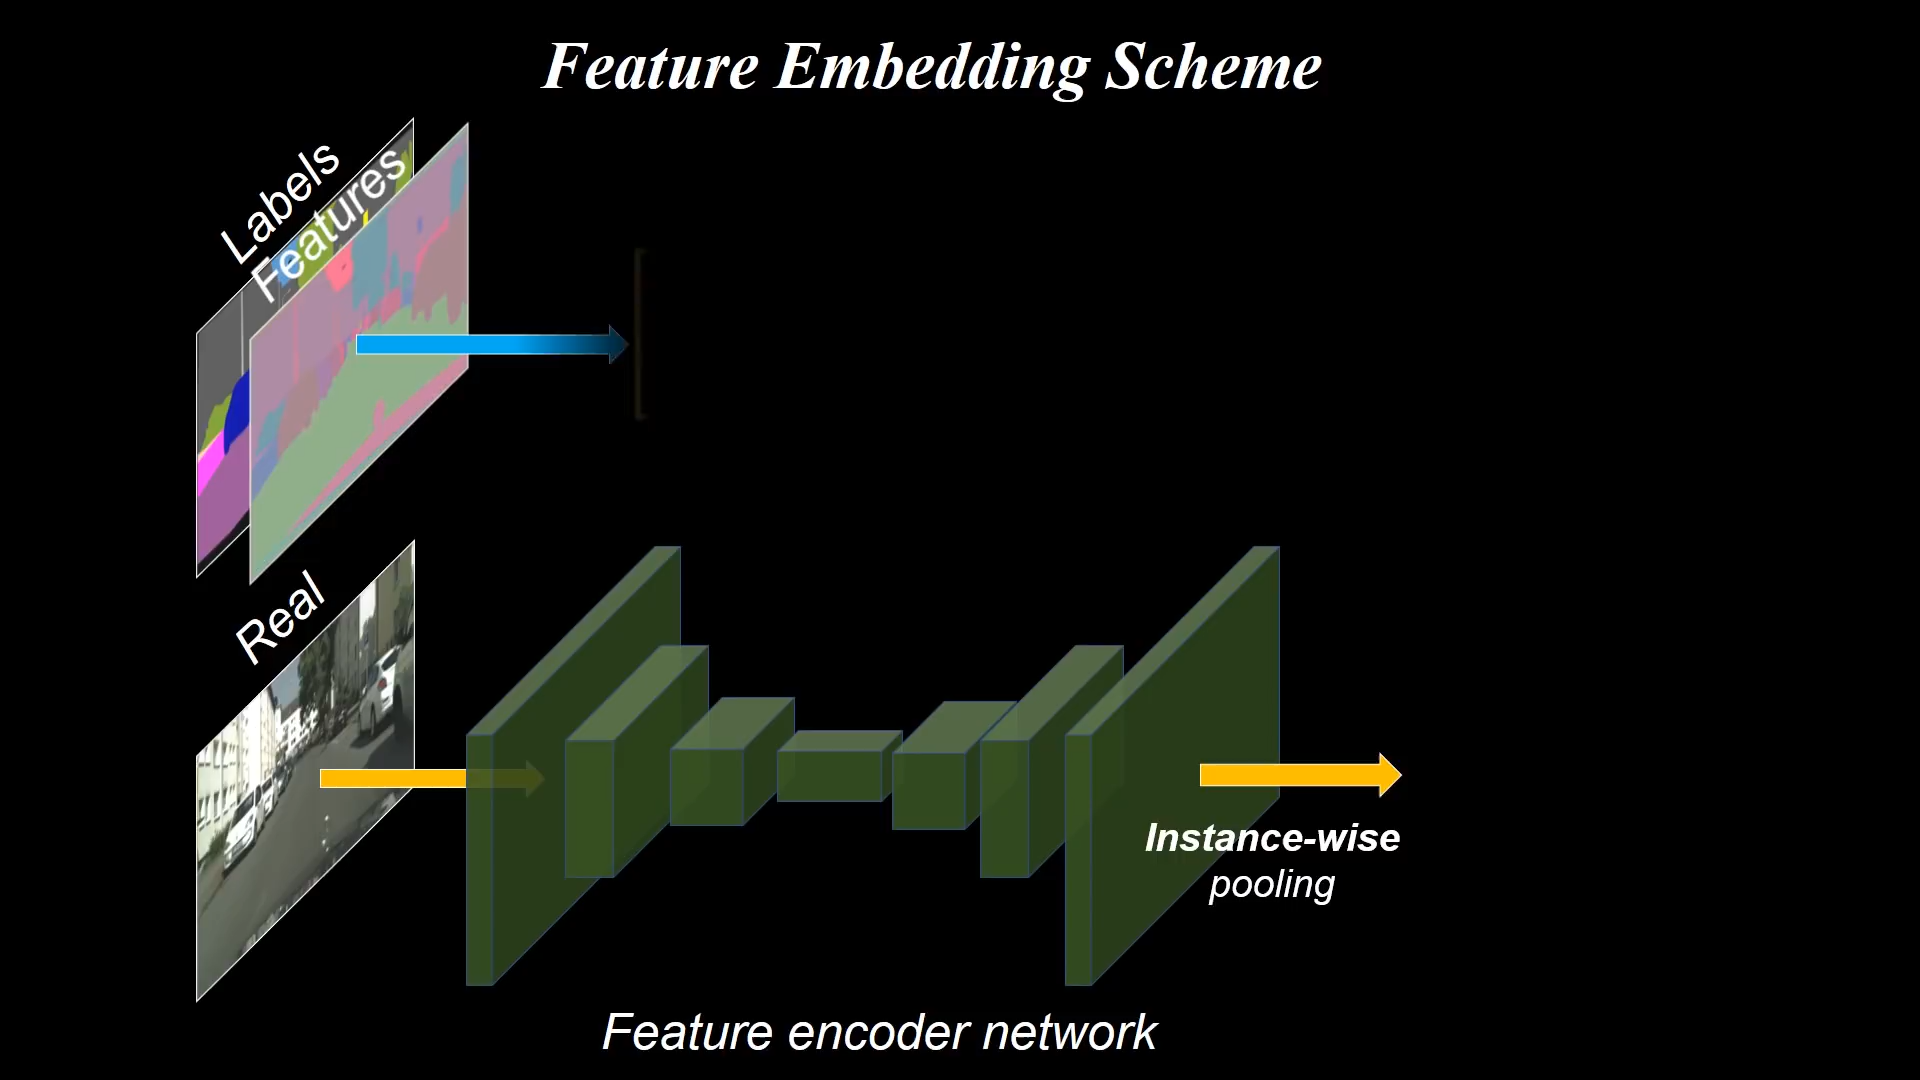 Feature Embedding Scheme
Labels
Features
Real
Instance-wise
pooling
Feature encoder network